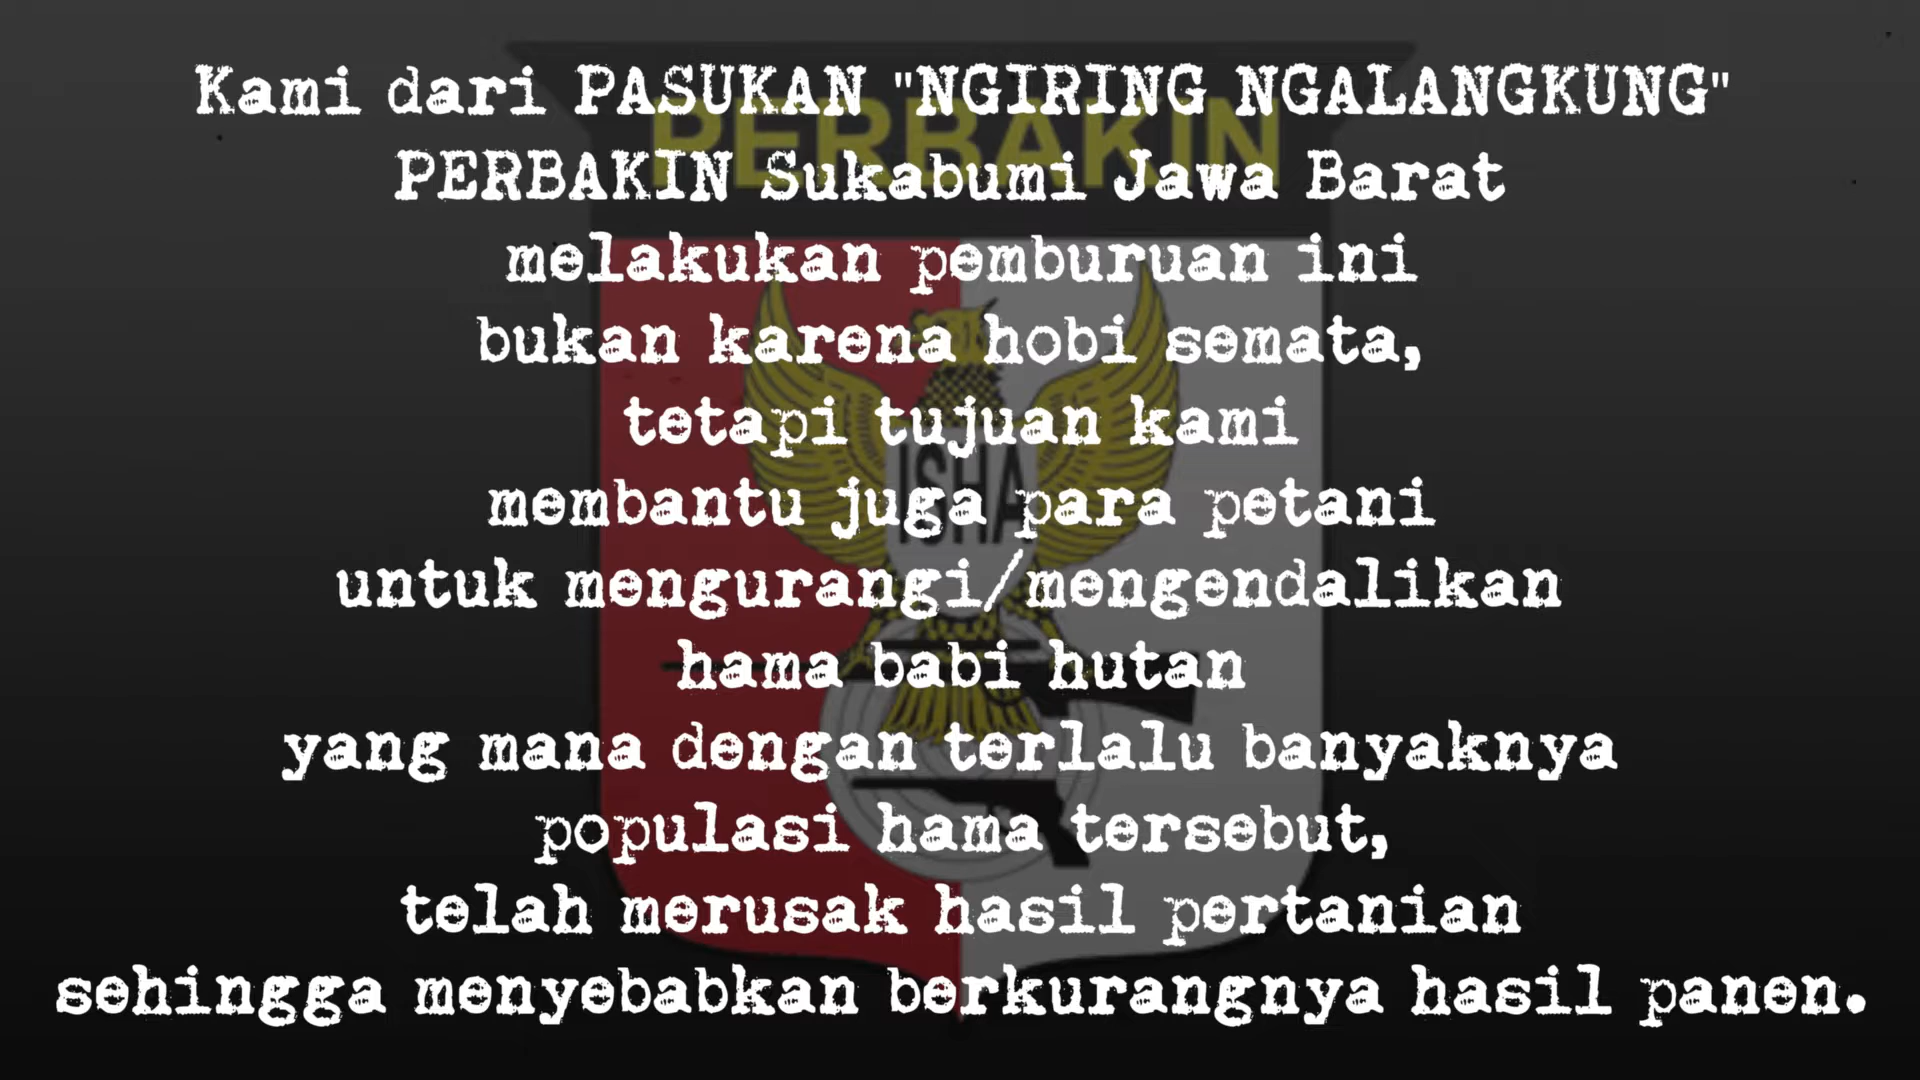 Kami dari PASUKAN "NGIRING NGALANGKUNG"
PERBAKIN Sukabumi Jawa Barat
melakukan pemburuan ini
bukan karena hobi semata,
tetapi tujuan kami
membantu juga para petani
untuk mengurangi/mengendalikan
hama babi hutan
yang mana dengan terlalu banyaknya
populasi hama tersebut,
telah merusak hasil pertanian
sehingga menyebabkan berkurangnya hasil panen.
PERBAKIN
ISHA